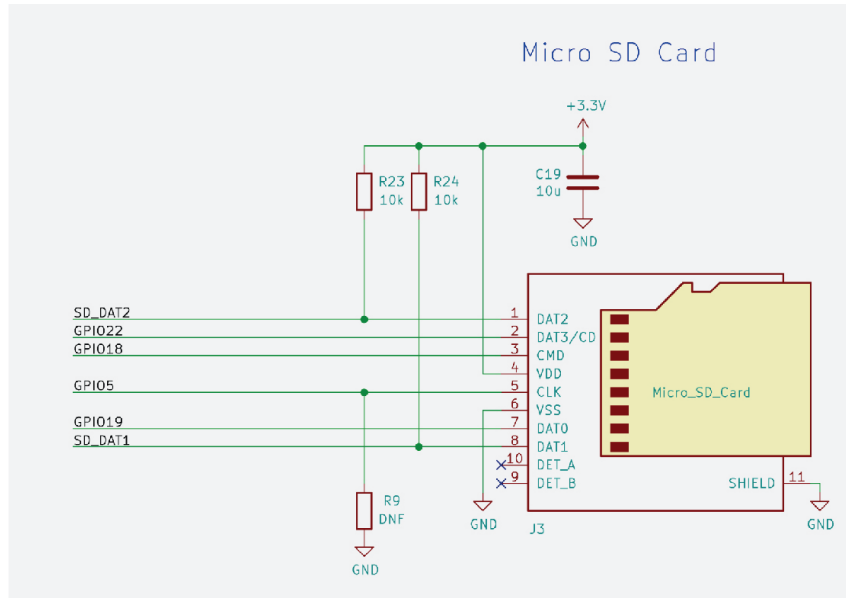 Micro SD Card
+3.3V
R23
10k
R24
10k
C19
10u
GND
SD_DAT2
GPIO22
GPIO18
GPIO5
GPIO19
SD_DAT1
1
2
3
4
5
6
7
8
10
9
DAT2
DAT3/CD
CMD
VDD
CLK
VSS
DAT0
DAT1
DET_A
DET_B
Micro_SD_Card
SHIELD
11
R9
DNF
GND
GND
J3
GND